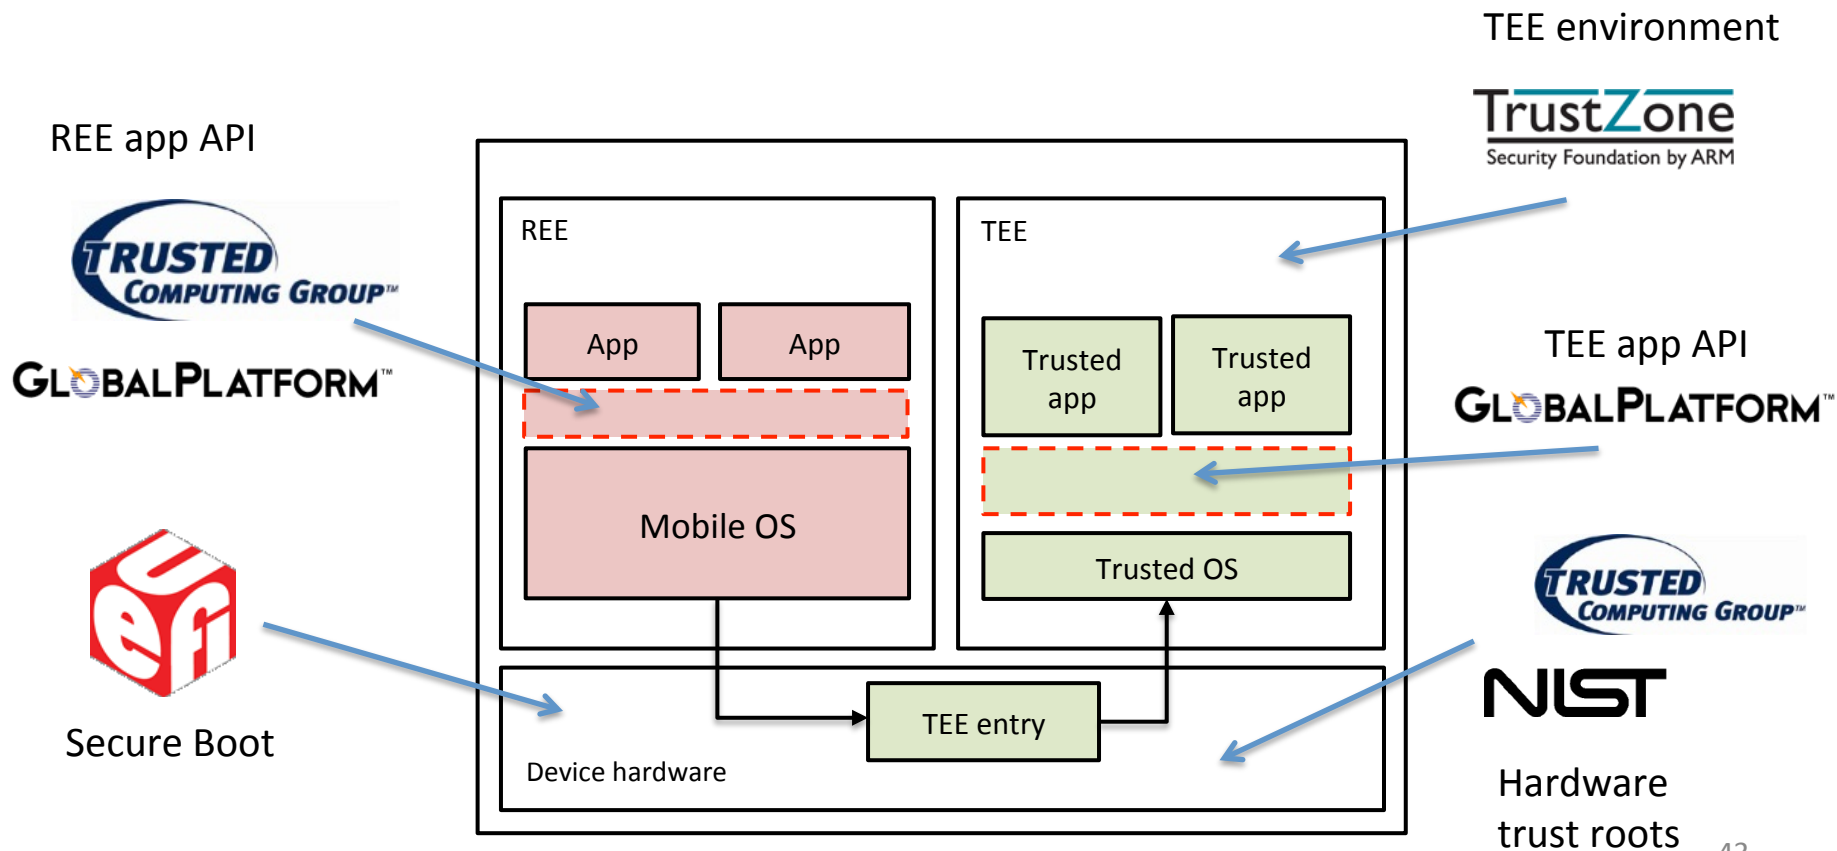 TEE environment
TrustZone
Security Foundation by ARM
REE app API
TRUSTED
COMPUTING GROUP™
GLOBALPLATFORM™
REE
App
App
Mobile OS
TEE
Trusted
app
Trusted
app
Trusted OS
TEE app API
GLOBALPLATFORM™
uefi
Secure Boot
TEE entry
Device hardware
TRUSTED
COMPUTING GROUP™
NIST
Hardware
trust roots